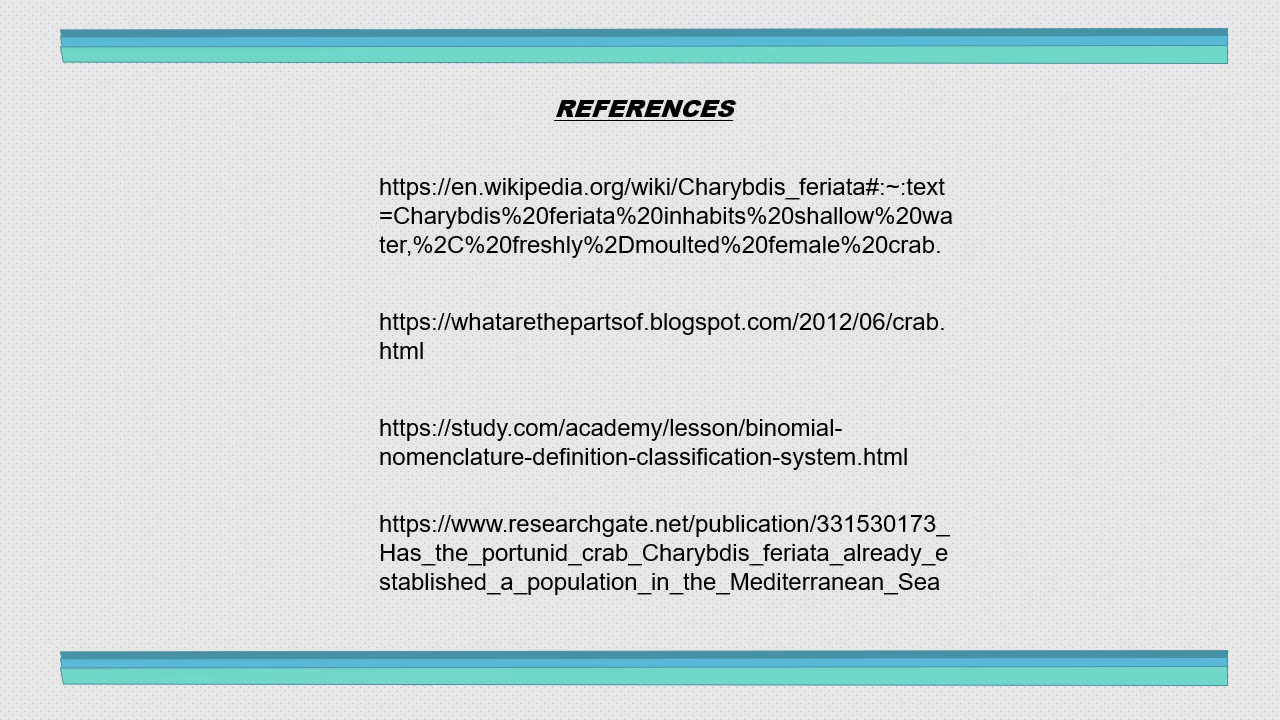 REFERENCES
https://en.wikipedia.org/wiki/Charybdis_feriata#:~:text
=Charybdis%20feriata%20inhabits%20shallow%20wa
ter,%2C%20freshly%2Dmoulted%20female%20crab.
https://whatarethepartsof.blogspot.com/2012/06/crab.
html
https://study.com/academy/lesson/binomial-
nomenclature-definition-classification-system.html
https://www.researchgate.net/publication/331530173_
Has_the_portunid_crab_Charybdis_feriata_already_e
stablished_a_population_in_the_Mediterranean_Sea